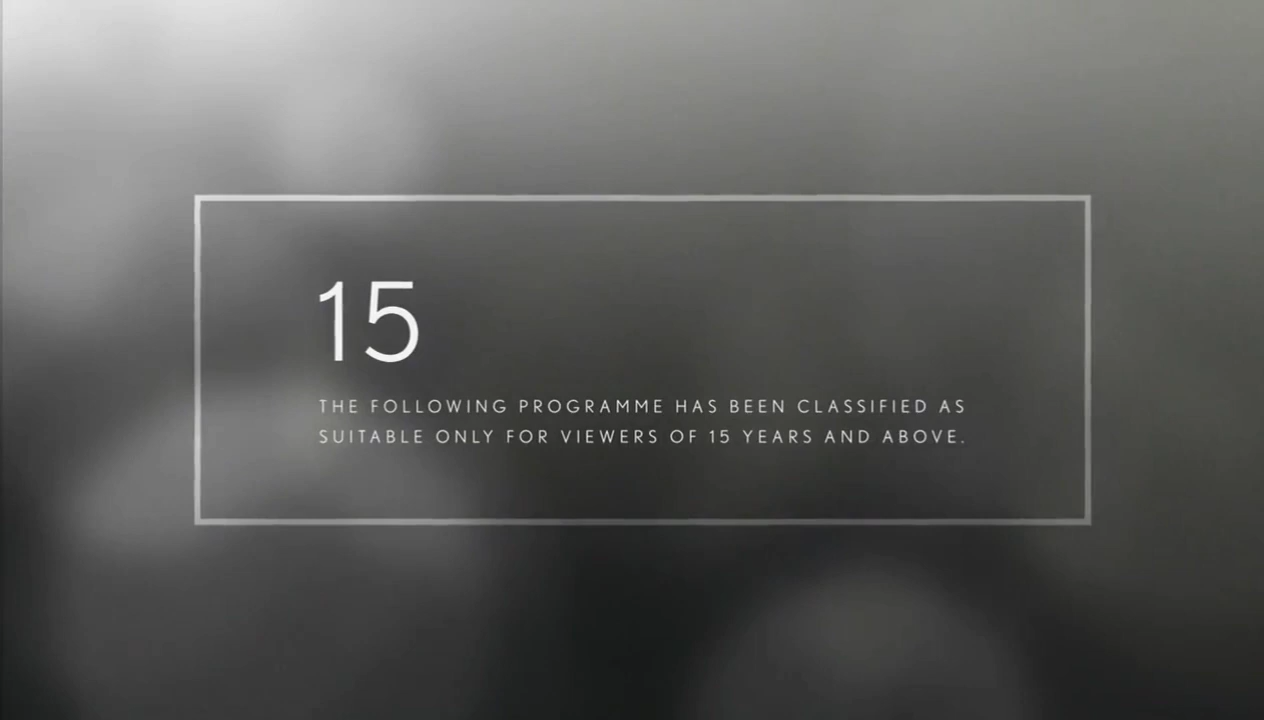 15
THE FOLLOWING PROGRAMME HAS BEEN CLASSIFIED AS
SUITABLE ONLY FOR VIEWERS OF 15 YEARS AND ABOVE.